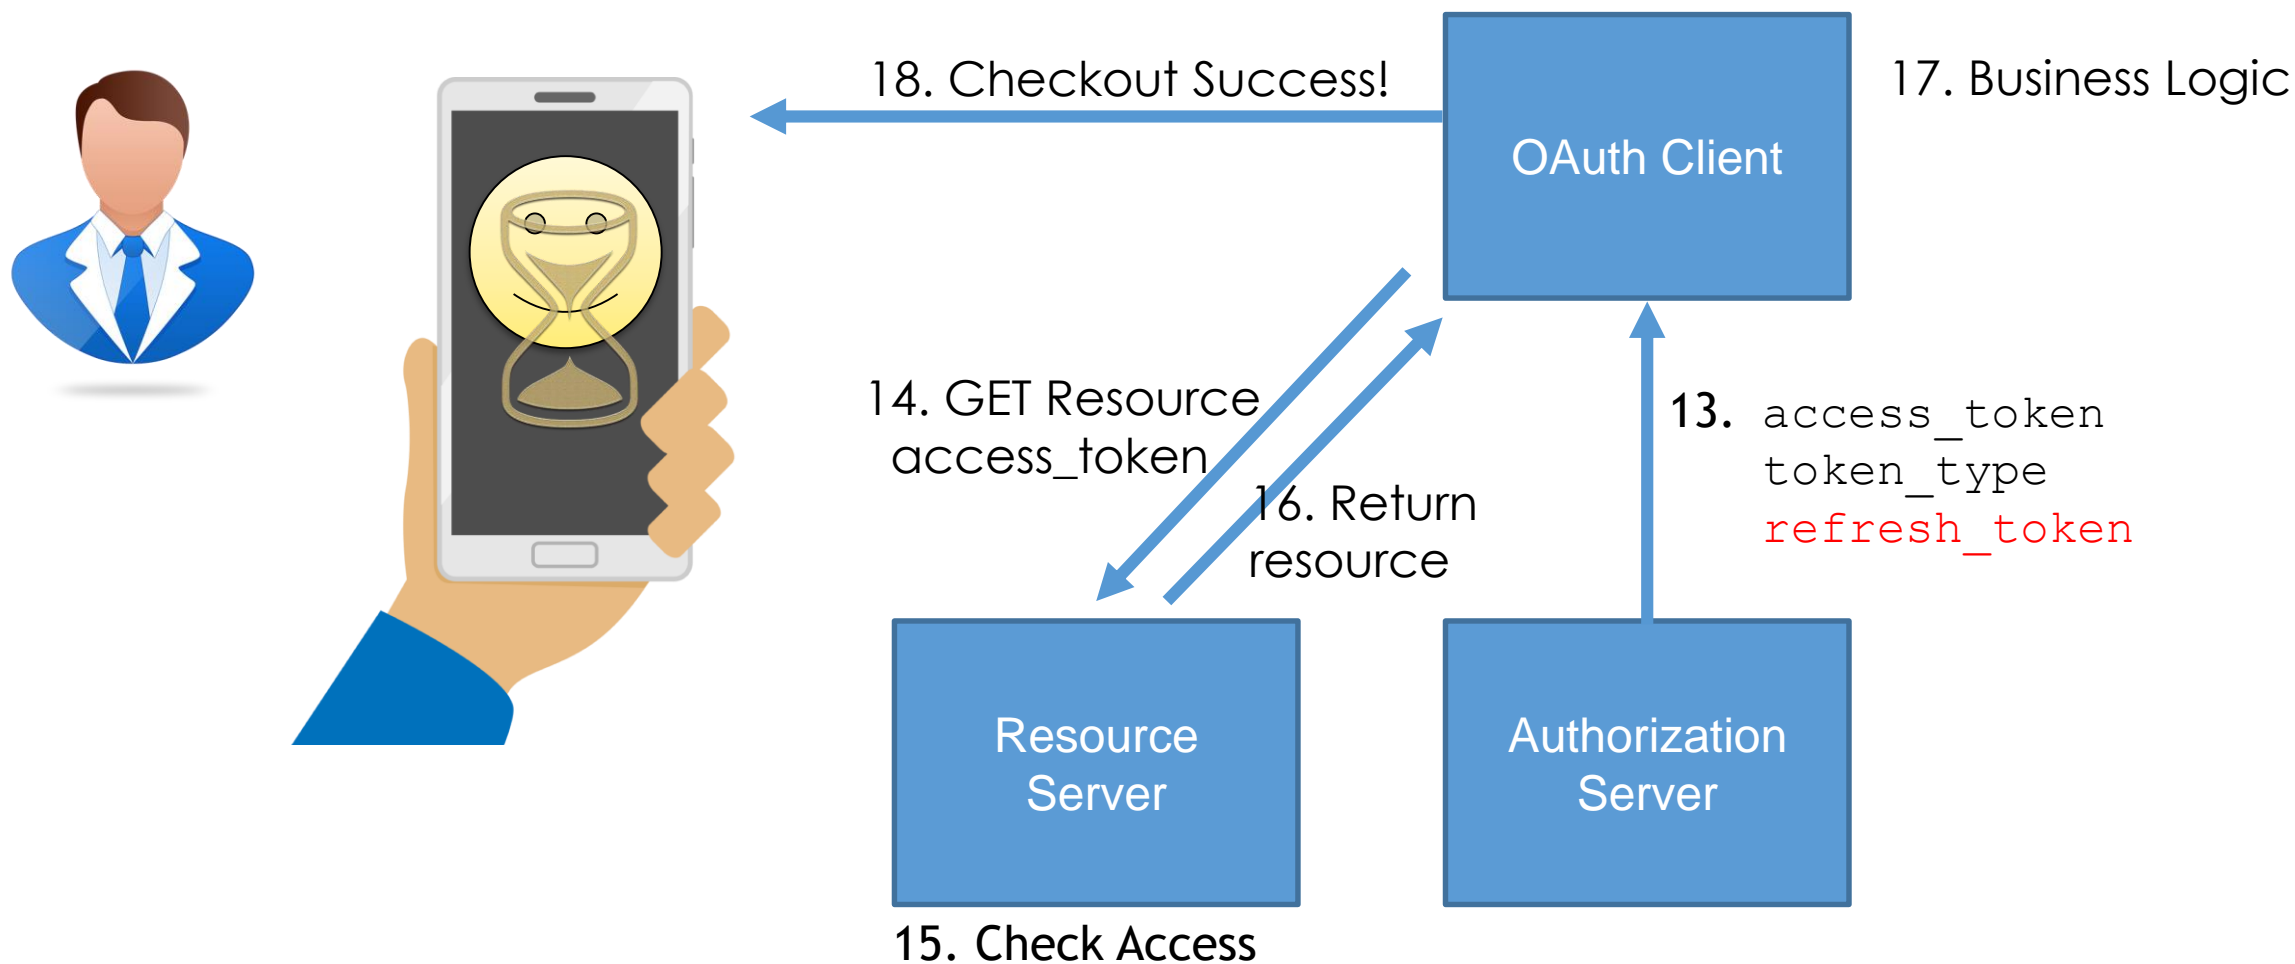 18. Checkout Success!
17. Business Logic
OAuth Client
14. GET Resource
access_token
13. access_token
token_type
refresh_token
16. Return
resource
Resource
Server
Authorization
Server
15. Check Access